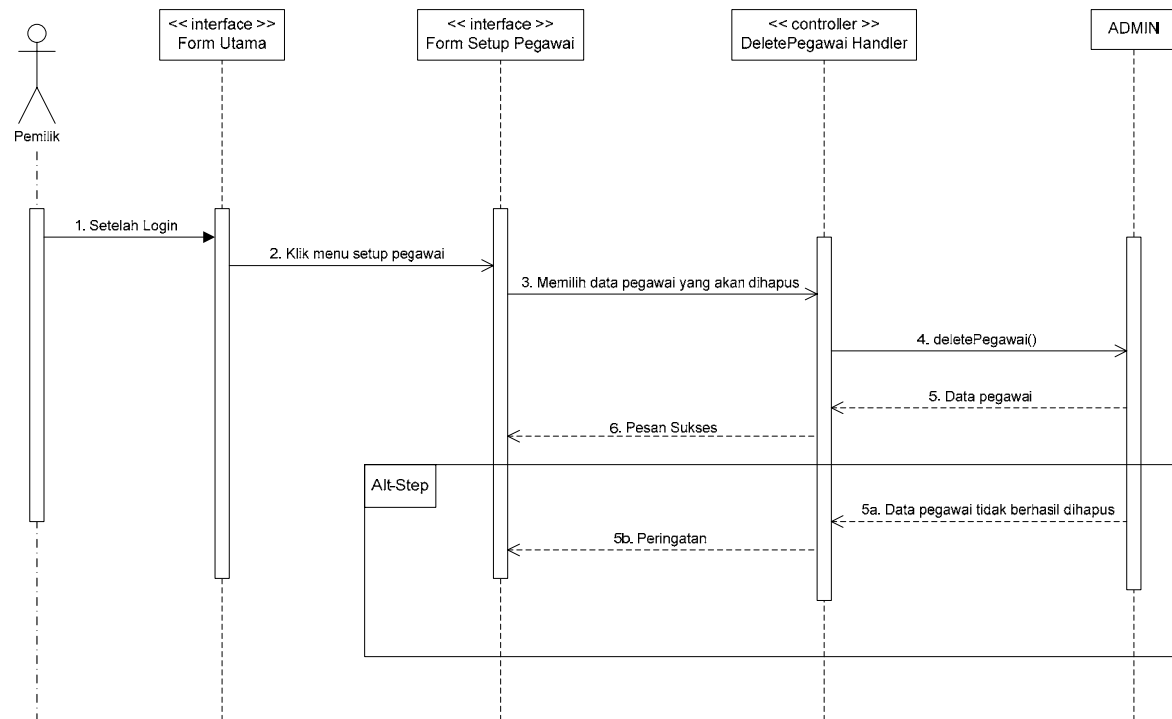 << interface >>
Form Utama
<< interface >>
Form Setup Pegawai
<< controller >>
DeletePegawai Handler
ADMIN
Pemilik
1. Setelah Login
2. Klik menu setup pegawai
3. Memilih data pegawai yang akan dihapus
4. deletePegawai()
5. Data pegawai
6. Pesan Sukses
Alt-Step
5a. Data pegawai tidak berhasil dihapus
5b. Peringatan